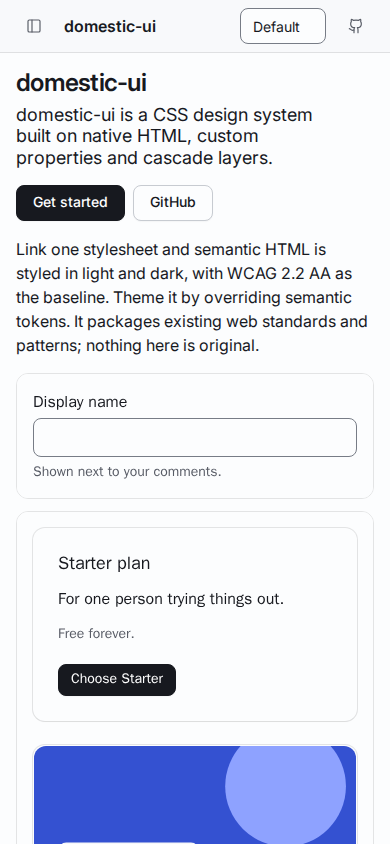 domestic-ui
Default
domestic-ui
domestic-ui is a CSS design system
built on native HTML, custom
properties and cascade layers.
Get started
GitHub
Link one stylesheet and semantic HTML is
styled in light and dark, with WCAG 2.2 AA as
the baseline. Theme it by overriding semantic
tokens. It packages existing web standards and
patterns; nothing here is original.
Display name
Shown next to your comments.
Starter plan
For one person trying things out.
Free forever.
Choose Starter